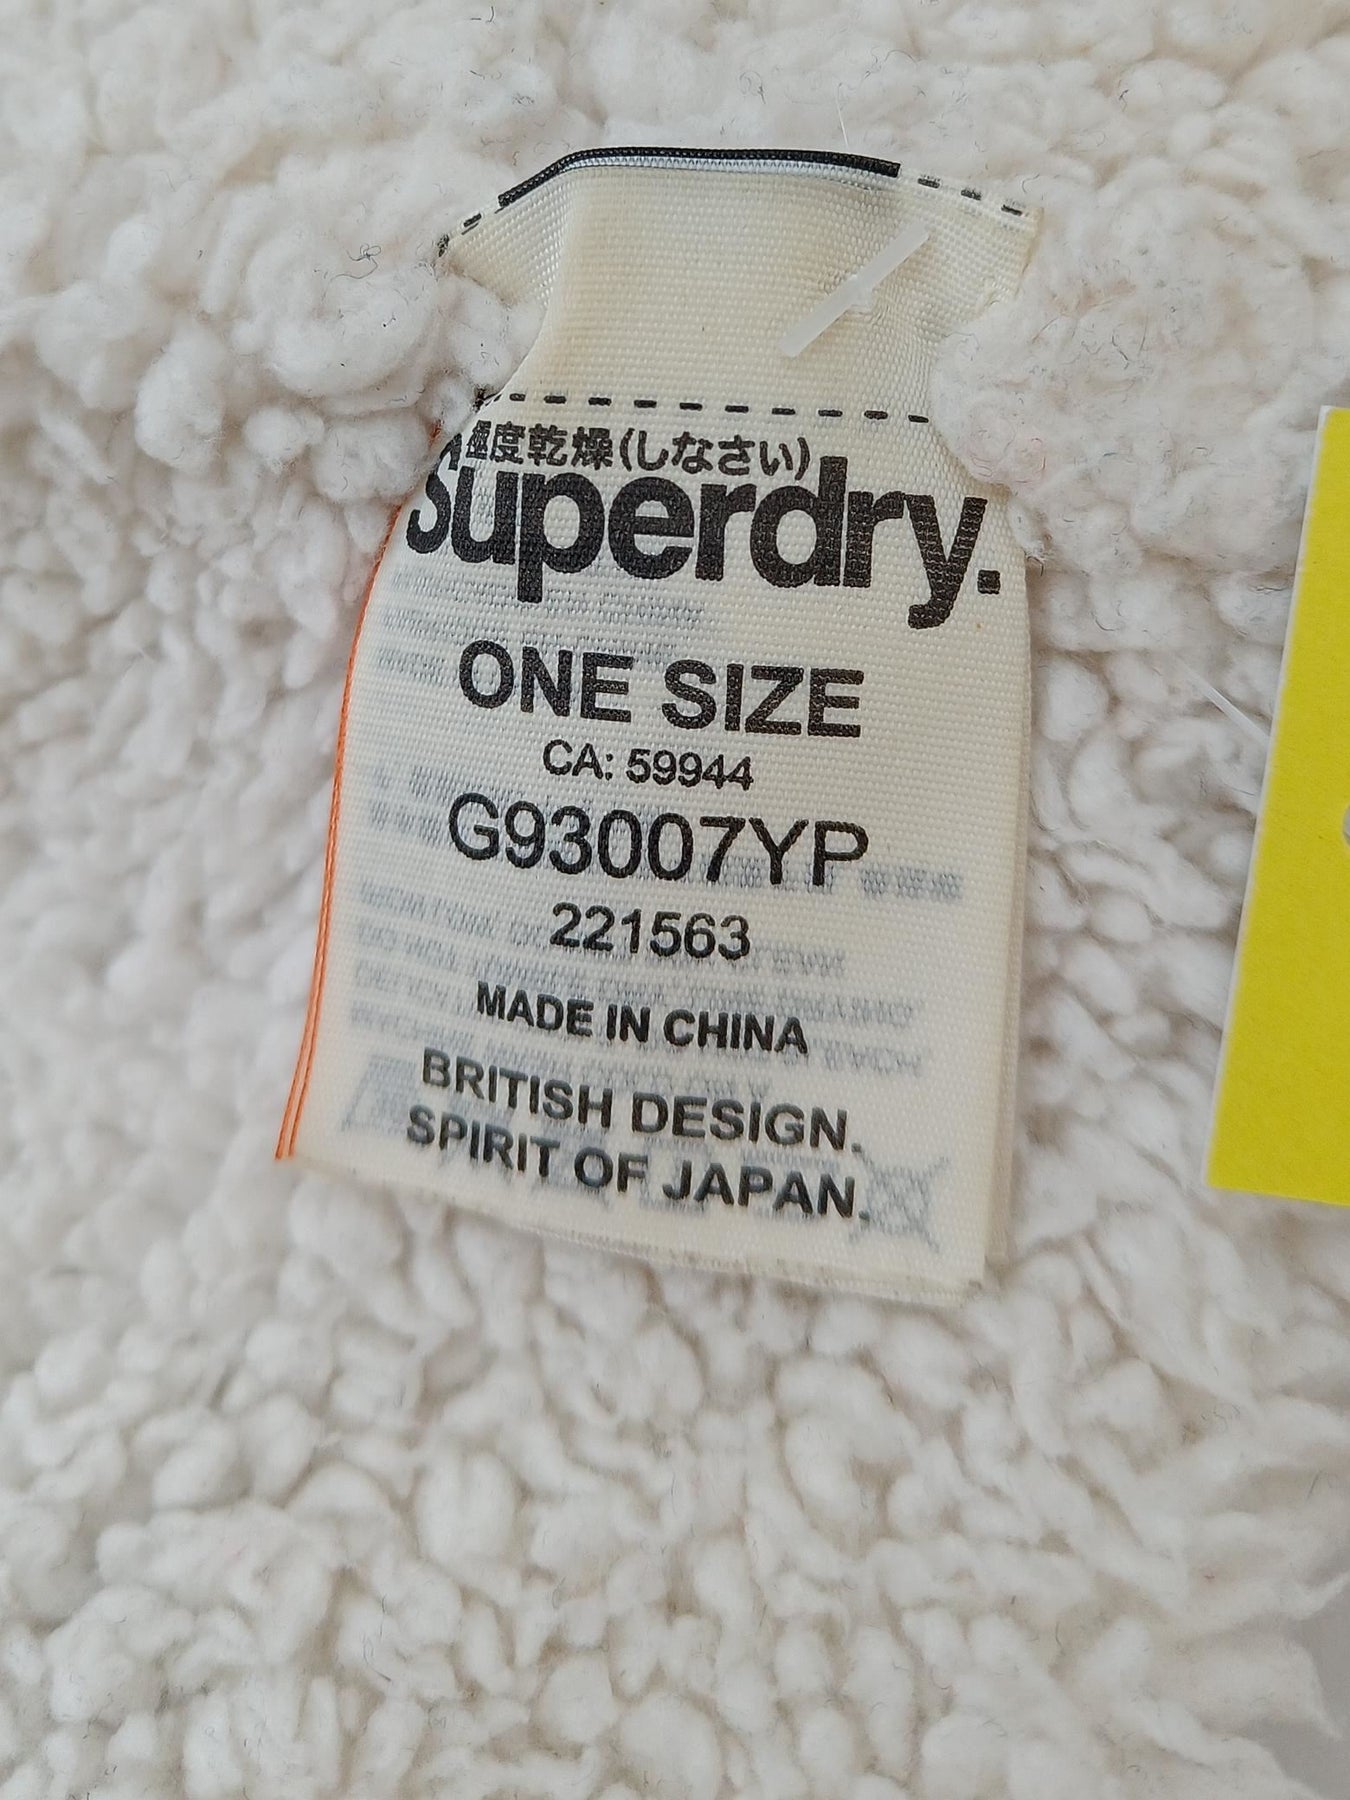 極度乾燥(しなさい)
Superdry.
ONE SIZE
CA: 59944
G93007YP
221563
MADE IN CHINA
BRITISH DESIGN.
SPIRIT OF JAPAN.